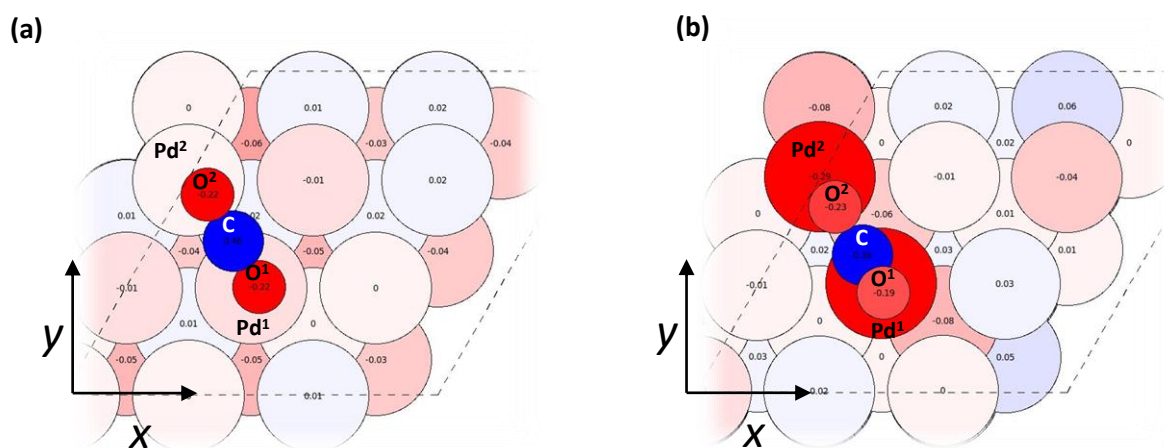 (a)
0 0.01 0.02
-0.06 -0.03 -0.04
Pd²
O² -0.01 0.02
-0.22
0.01 0.02
C
-0.04 -0.05 -0.04
O¹
-0.01 -0.22 0
Pd¹
0.01 0
y
-0.05 -0.05 -0.03
0.01
x
(b)
-0.08 0.02 0.06
0.02 0
Pd²
-0.29 -0.01 -0.04
O²
-0.23
0 -0.06 0.01
C
0.02 0.03 0.01
O¹
-0.01 -0.19 0.03
Pd¹
0 -0.08
y
0.03 0 0.05
0.02 0
x